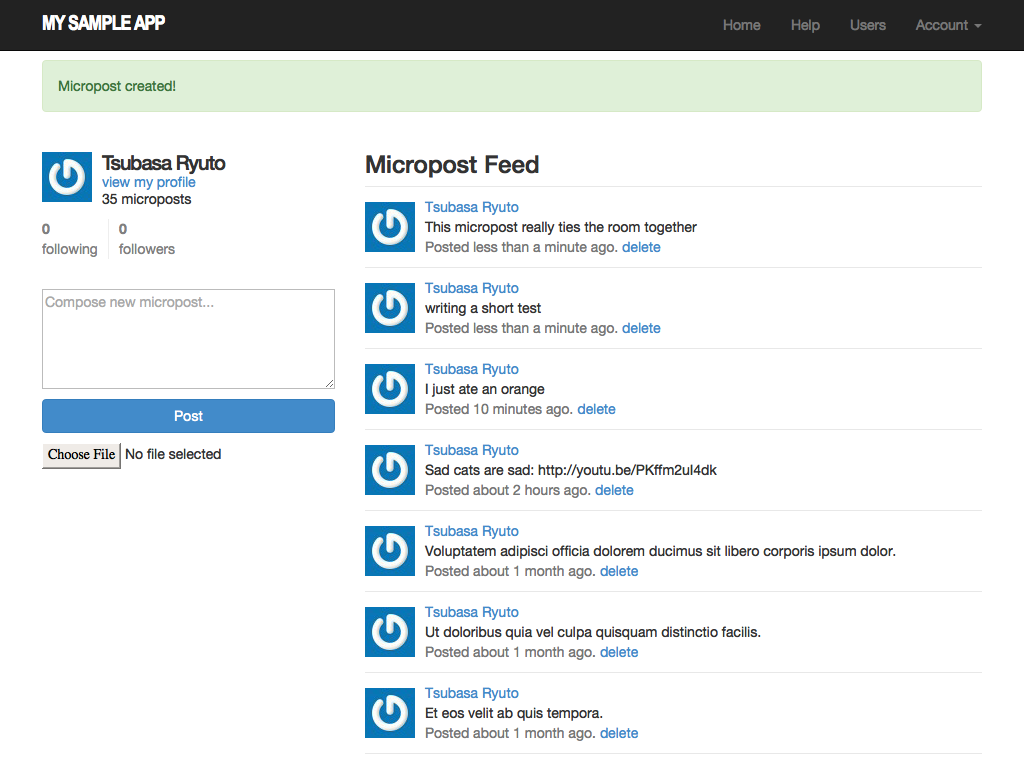 MY SAMPLE APP
Home Help Users Account
Micropost created!
Tsubasa Ryuto
view my profile
35 microposts
0 0
following followers
Compose new micropost...
Post
Choose File No file selected
Micropost Feed
Tsubasa Ryuto
This micropost really ties the room together
Posted less than a minute ago. delete
Tsubasa Ryuto
writing a short test
Posted less than a minute ago. delete
Tsubasa Ryuto
I just ate an orange
Posted 10 minutes ago. delete
Tsubasa Ryuto
Sad cats are sad: http://youtu.be/PKffm2uI4dk
Posted about 2 hours ago. delete
Tsubasa Ryuto
Voluptatem adipisci officia dolorem ducimus sit libero corporis ipsum dolor.
Posted about 1 month ago. delete
Tsubasa Ryuto
Ut doloribus quia vel culpa quisquam distinctio facilis.
Posted about 1 month ago. delete
Tsubasa Ryuto
Et eos velit ab quis tempora.
Posted about 1 month ago. delete